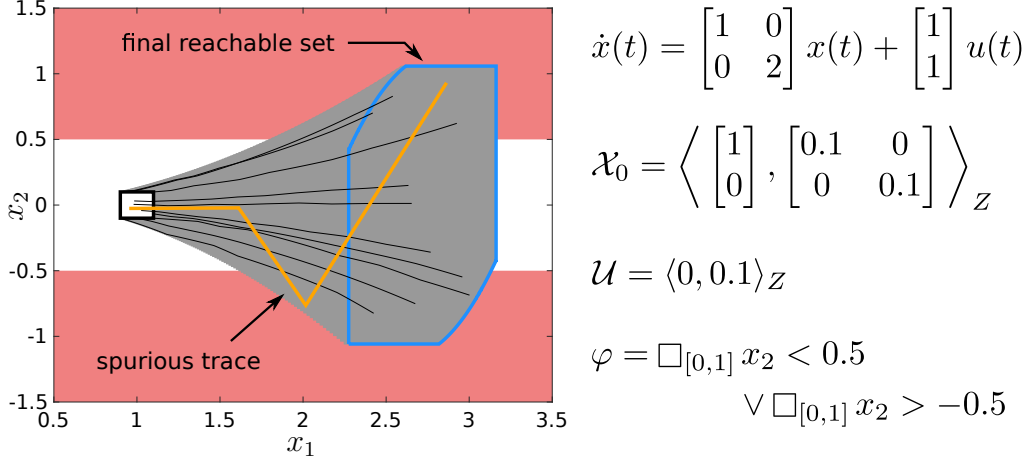 1.5
1
0.5
0
-0.5
-1
-1.5
x₂
final reachable set
spurious trace
0.5 1 1.5 2 2.5 3 3.5
x₁
ẋ(t) = [1 0; 0 2] x(t) + [1; 1] u(t)
𝒳₀ = ⟨[1; 0], [0.1 0; 0 0.1]⟩_Z
𝒰 = ⟨0, 0.1⟩_Z
φ = □_[0,1] x₂ < 0.5
∨ □_[0,1] x₂ > −0.5